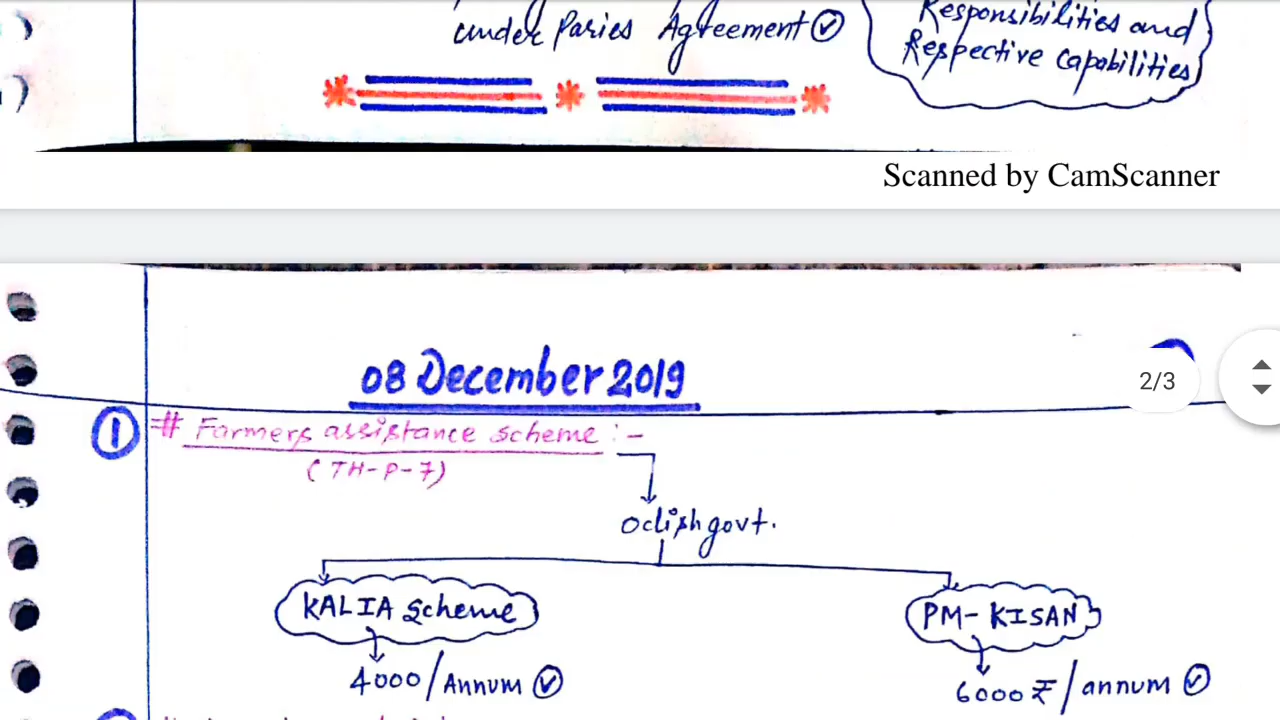 under Paries Agreement
Responsibilities and
Respective capabilities
Scanned by CamScanner
08 December 2019
2/3
1 # Farmers assistance scheme :-
(TH-P-7)
govt.
KALIA scheme
PM-KISAN
4000/ANNUM
6000 ₹/annum